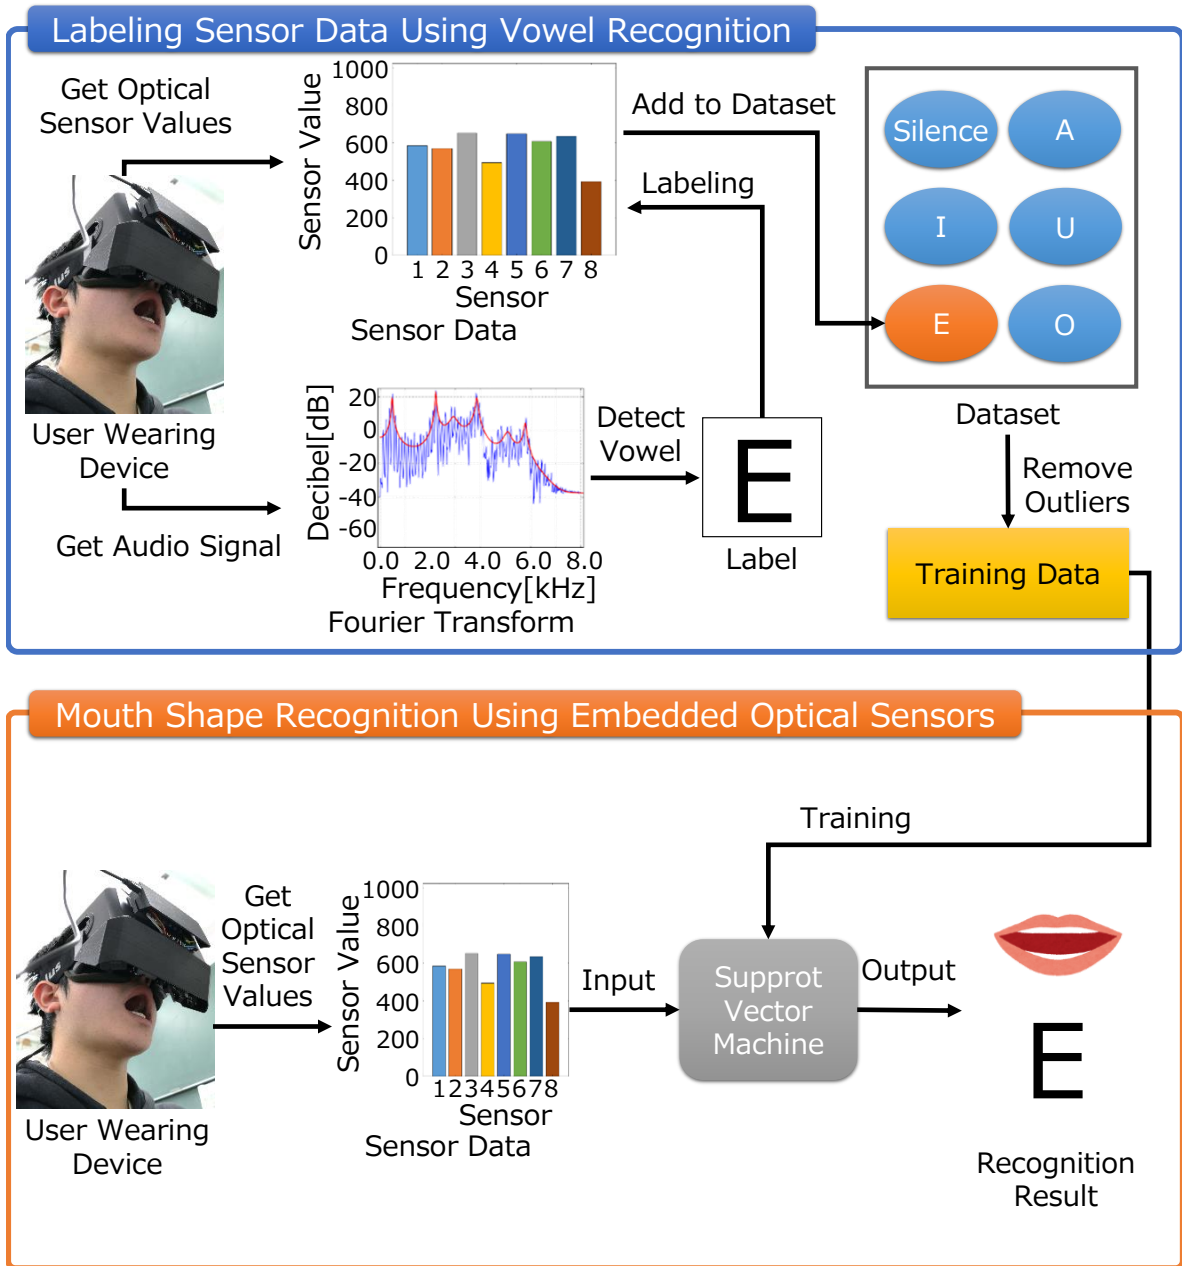 Labeling Sensor Data Using Vowel Recognition
Get Optical
Sensor Values
Sensor Value
1000
800
600
400
200
0
1 2 3 4 5 6 7 8
Sensor
Sensor Data
Add to Dataset
Labeling
Silence
A
I
U
E
O
Dataset
User Wearing
Device
Get Audio Signal
Decibel[dB]
20
0
-20
-40
-60
0.0 2.0 4.0 6.0 8.0
Frequency[kHz]
Fourier Transform
Detect
Vowel
E
Label
Remove
Outliers
Training Data
Mouth Shape Recognition Using Embedded Optical Sensors
Training
User Wearing
Device
Get
Optical
Sensor
Values
Sensor Value
1000
800
600
400
200
0
12345678
Sensor
Sensor Data
Input
Supprot
Vector
Machine
Output
E
Recognition
Result